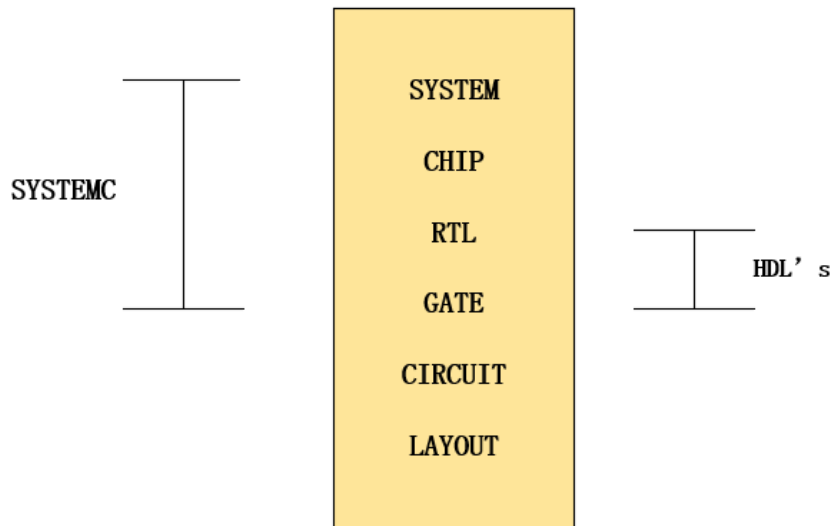 SYSTEM
CHIP
SYSTEMC
RTL
HDL’s
GATE
CIRCUIT
LAYOUT